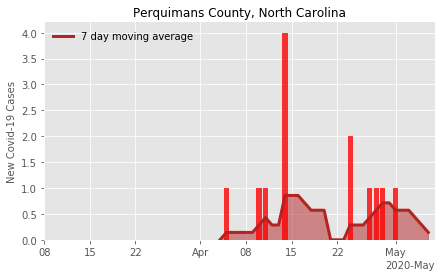 Perquimans County, North Carolina
7 day moving average
New Covid-19 Cases
4.0
3.5
3.0
2.5
2.0
1.5
1.0
0.5
0.0
08 15 22 Apr 08 15 22 May
2020-May